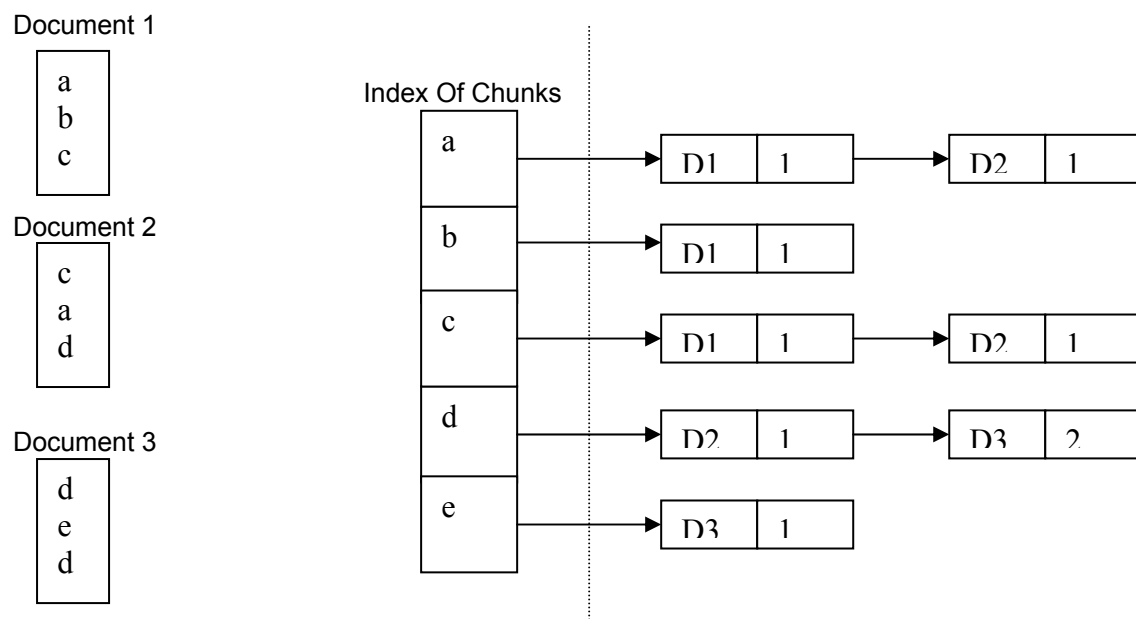 Document 1
a
b
c
Document 2
c
a
d
Document 3
d
e
d
Index Of Chunks
a
D1 1
D2 1
b
D1 1
c
D1 1
D2 1
d
D2 1
D3 2
e
D3 1